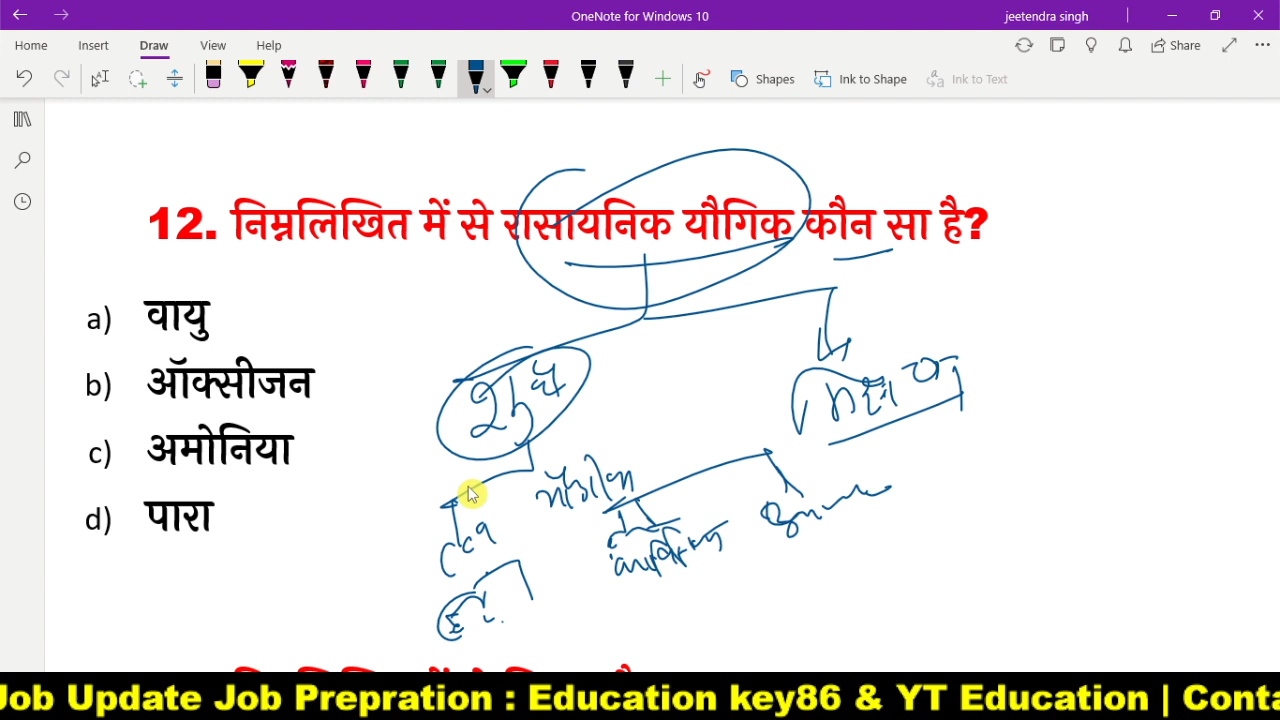 OneNote for Windows 10
jeetendra singh
Home Insert Draw View Help
Share
Shapes Ink to Shape Ink to Text
12. निम्नलिखित में से रासायनिक यौगिक कौन सा है?
a) वायु
b) ऑक्सीजन
c) अमोनिया
d) पारा
शुद्ध
Job Update Job Prepration : Education key86 & YT Education | Conta